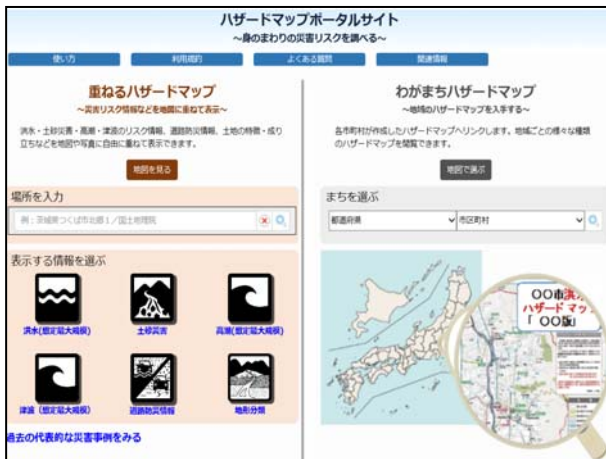 ハザードマップポータルサイト
～身のまわりの災害リスクを調べる～
使い方
利用規約
よくある質問
関連情報
重ねるハザードマップ
～災害リスク情報などを地図に重ねて表示～
洪水・土砂災害・高潮・津波のリスク情報、道路防災情報、土地の特徴・成り
立ちなどを地図や写真に自由に重ねて表示できます。
地図を見る
場所を入力
例：茨城県つくば市北郷1／国土地理院
表示する情報を選ぶ
洪水(想定最大規模)
土砂災害
高潮(想定最大規模)
津波（想定最大規模)
道路防災情報
地形分類
過去の代表的な災害事例をみる
わがまちハザードマップ
～地域のハザードマップを入手する～
各市町村が作成したハザードマップへリンクします。地域ごとの様々な種類
のハザードマップを閲覧できます。
地図で選ぶ
まちを選ぶ
都道府県
市区町村
〇〇市洪水
ハザードマップ
「 〇〇版」